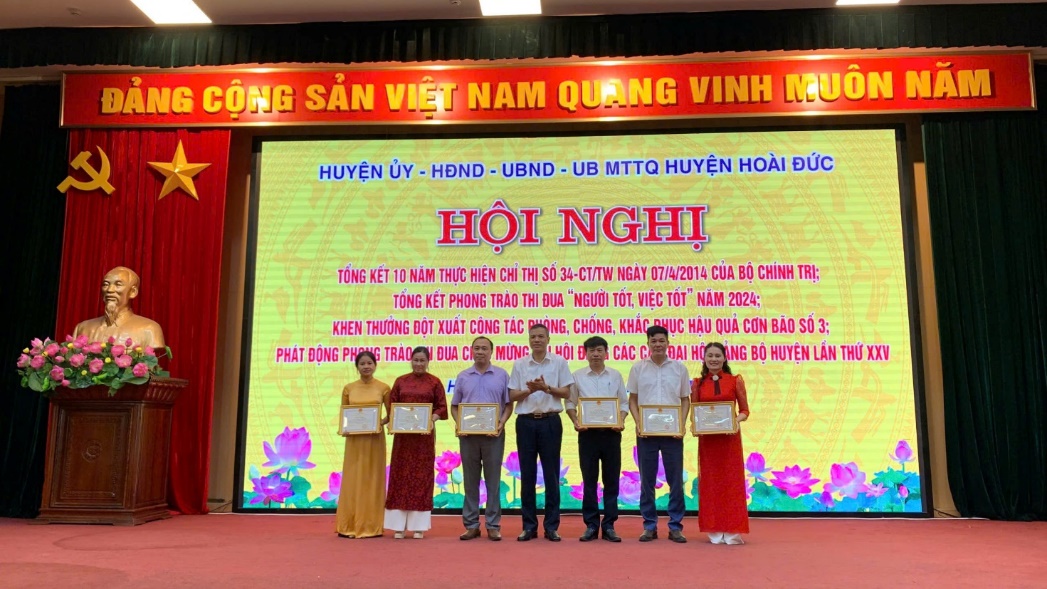 ĐẢNG CỘNG SẢN VIỆT NAM QUANG VINH MUÔN NĂM
HUYỆN ỦY - HĐND - UBND - UB MTTQ HUYỆN HOÀI ĐỨC
HỘI NGHỊ
TỔNG KẾT 10 NĂM THỰC HIỆN CHỈ THỊ SỐ 34-CT/TW NGÀY 07/4/2014 CỦA BỘ CHÍNH TRỊ;
TỔNG KẾT PHONG TRÀO THI ĐUA "NGƯỜI TỐT, VIỆC TỐT" NĂM 2024;
KHEN THƯỞNG ĐỘT XUẤT CÔNG TÁC PHÒNG, CHỐNG, KHẮC PHỤC HẬU QUẢ CƠN BÃO SỐ 3;
PHÁT ĐỘNG PHONG TRÀO THI ĐUA MỪNG HỘI CÁC ĐẠI HỘI ĐẢNG BỘ HUYỆN LẦN THỨ XXV